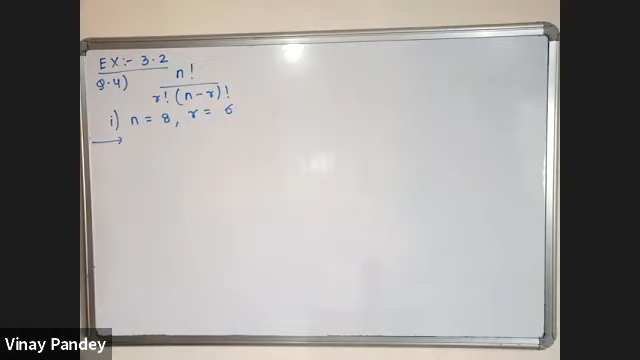 EX:- 3.2
Q.4) n! / r! (n-r)!
i) n = 8, r = 6
→
Vinay Pandey